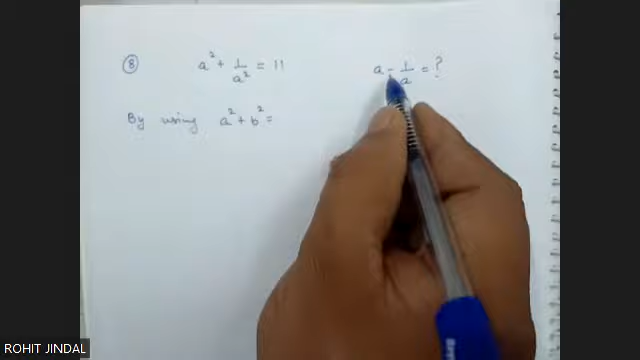 ⑧ a² + 1/a² = 11 a - 1/a = ?
By using a² + b² =
ROHIT JINDAL